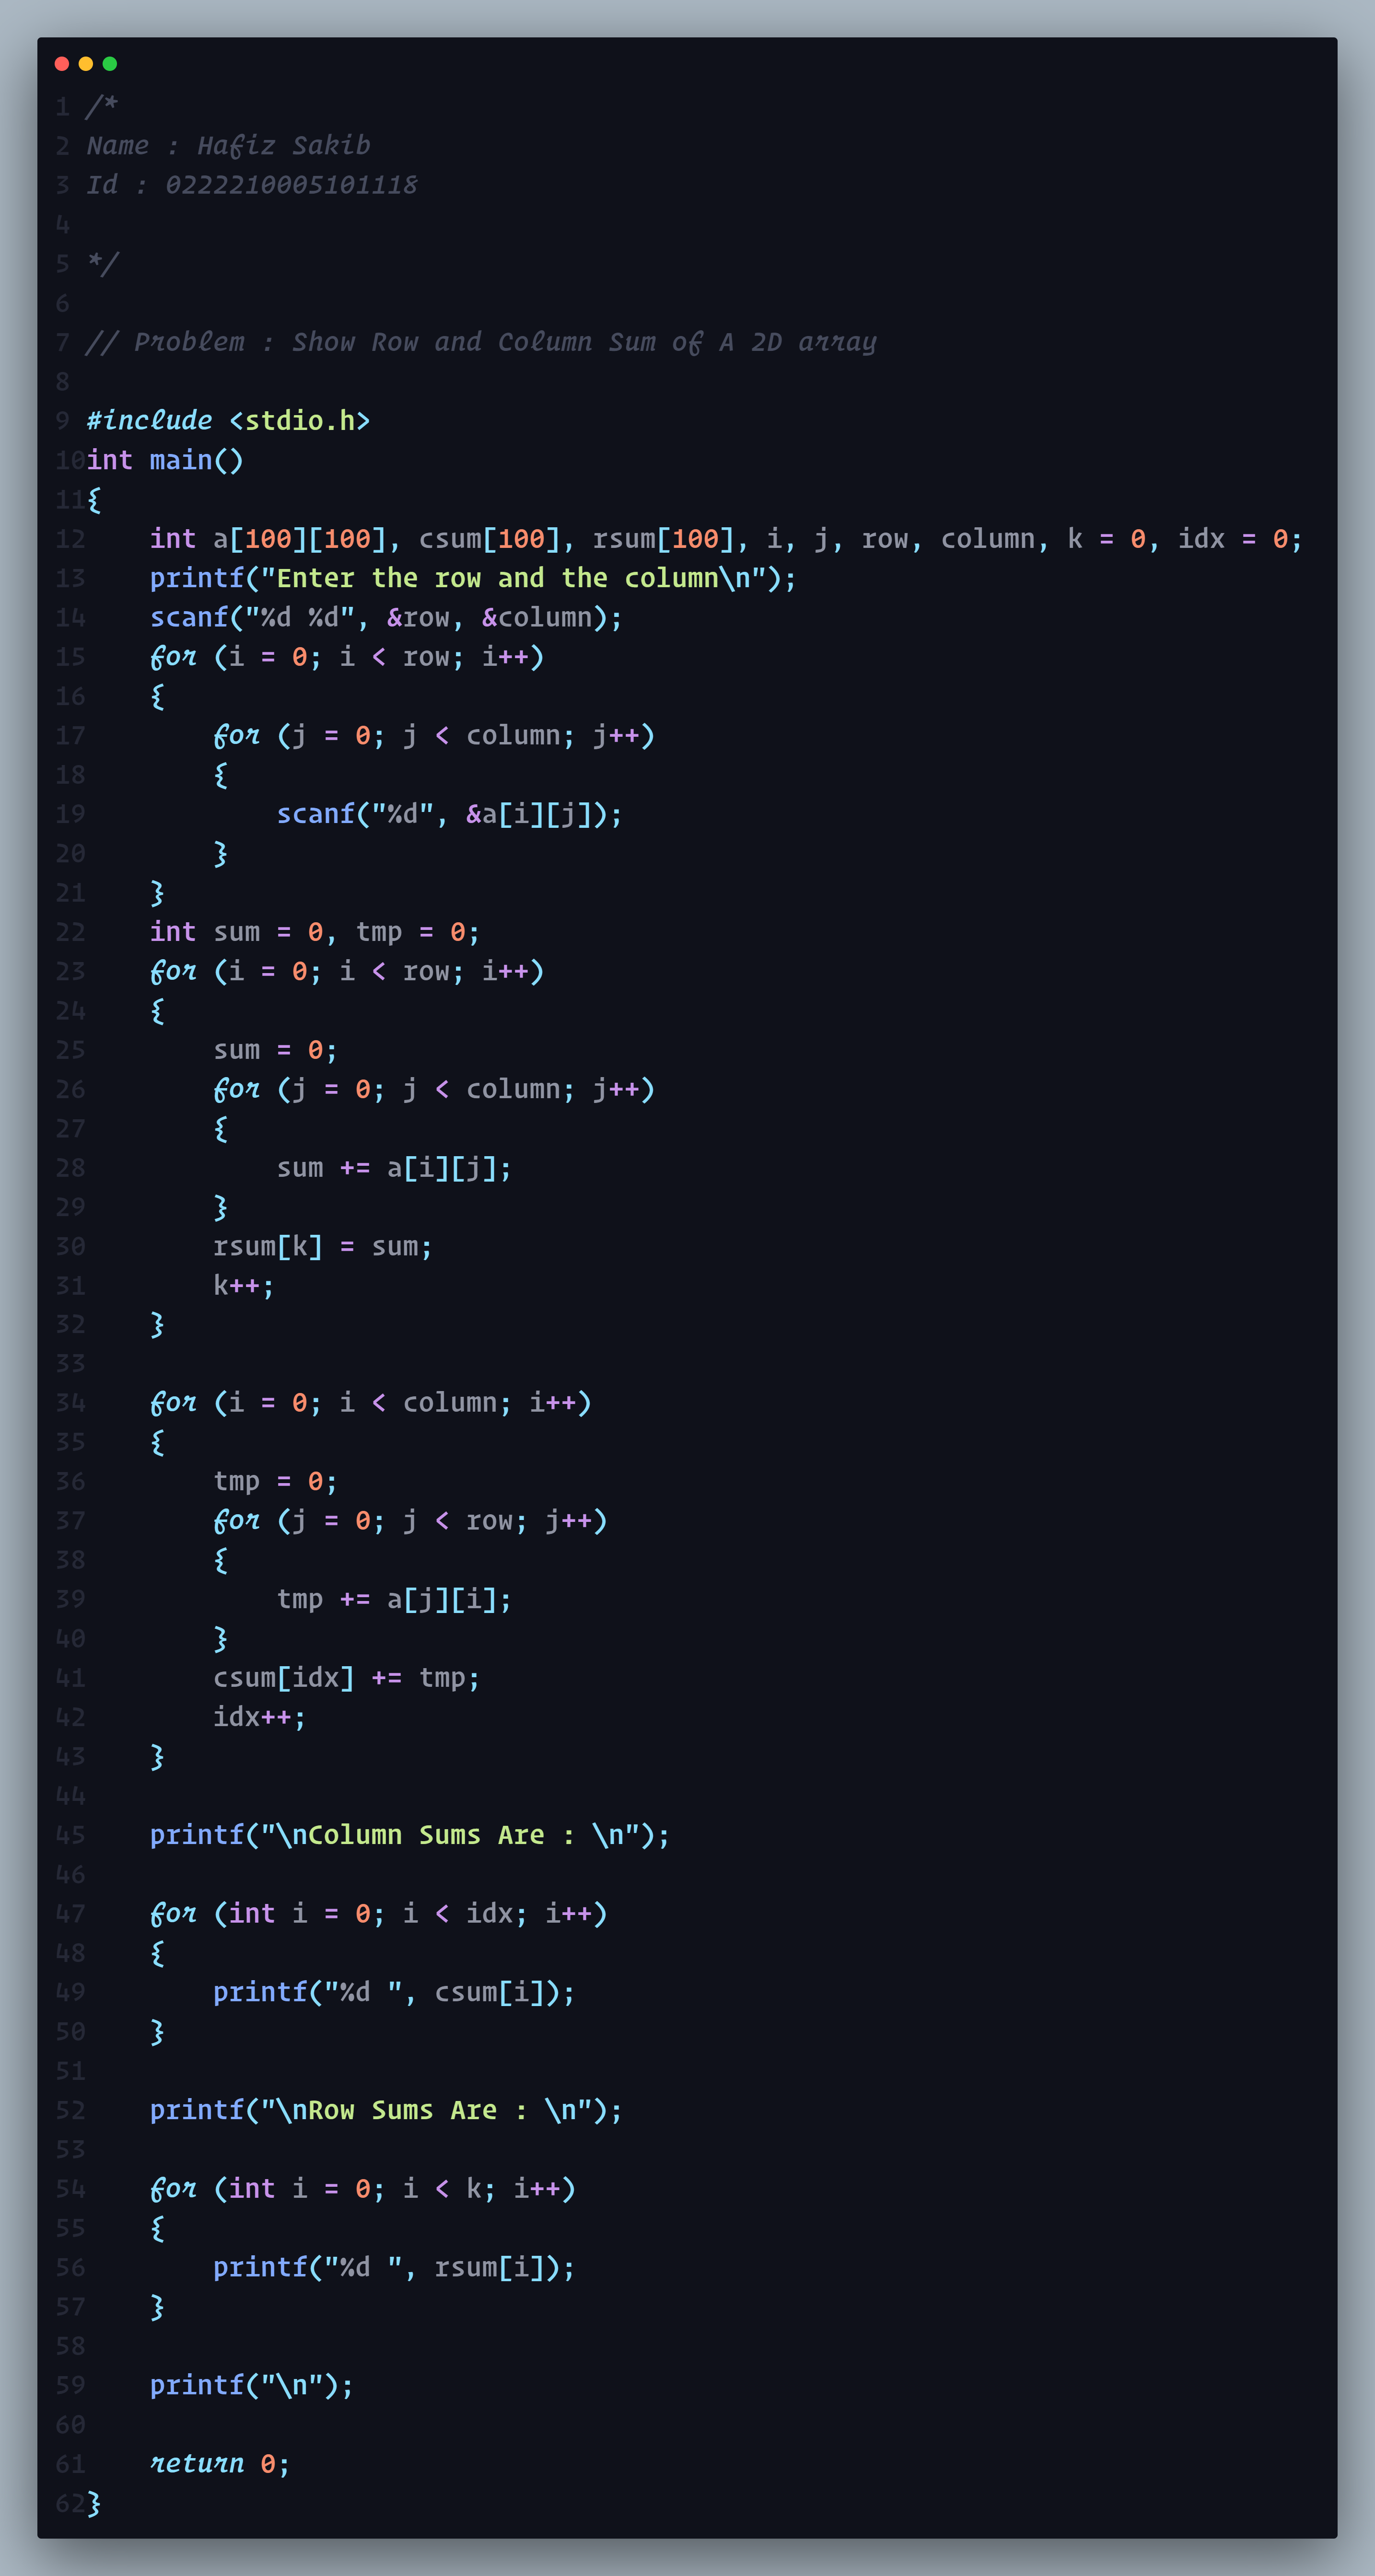 1 /*
2 Name : Hafiz Sakib
3 Id : 0222210005101118
4
5 */
6
7 // Problem : Show Row and Column Sum of A 2D array
8
9 #include <stdio.h>
10 int main()
11 {
12     int a[100][100], csum[100], rsum[100], i, j, row, column, k = 0, idx = 0;
13     printf("Enter the row and the column\n");
14     scanf("%d %d", &row, &column);
15     for (i = 0; i < row; i++)
16     {
17         for (j = 0; j < column; j++)
18         {
19             scanf("%d", &a[i][j]);
20         }
21     }
22     int sum = 0, tmp = 0;
23     for (i = 0; i < row; i++)
24     {
25         sum = 0;
26         for (j = 0; j < column; j++)
27         {
28             sum += a[i][j];
29         }
30         rsum[k] = sum;
31         k++;
32     }
33
34     for (i = 0; i < column; i++)
35     {
36         tmp = 0;
37         for (j = 0; j < row; j++)
38         {
39             tmp += a[j][i];
40         }
41         csum[idx] += tmp;
42         idx++;
43     }
44
45     printf("\nColumn Sums Are : \n");
46
47     for (int i = 0; i < idx; i++)
48     {
49         printf("%d ", csum[i]);
50     }
51
52     printf("\nRow Sums Are : \n");
53
54     for (int i = 0; i < k; i++)
55     {
56         printf("%d ", rsum[i]);
57     }
58
59     printf("\n");
60
61     return 0;
62 }